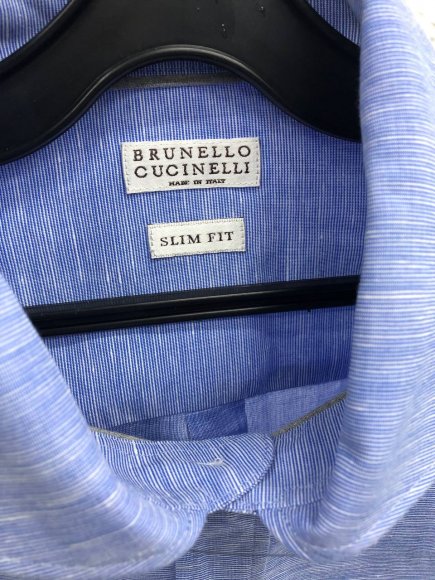 BRUNELLO
CUCINELLI
MADE IN ITALY
SLIM FIT